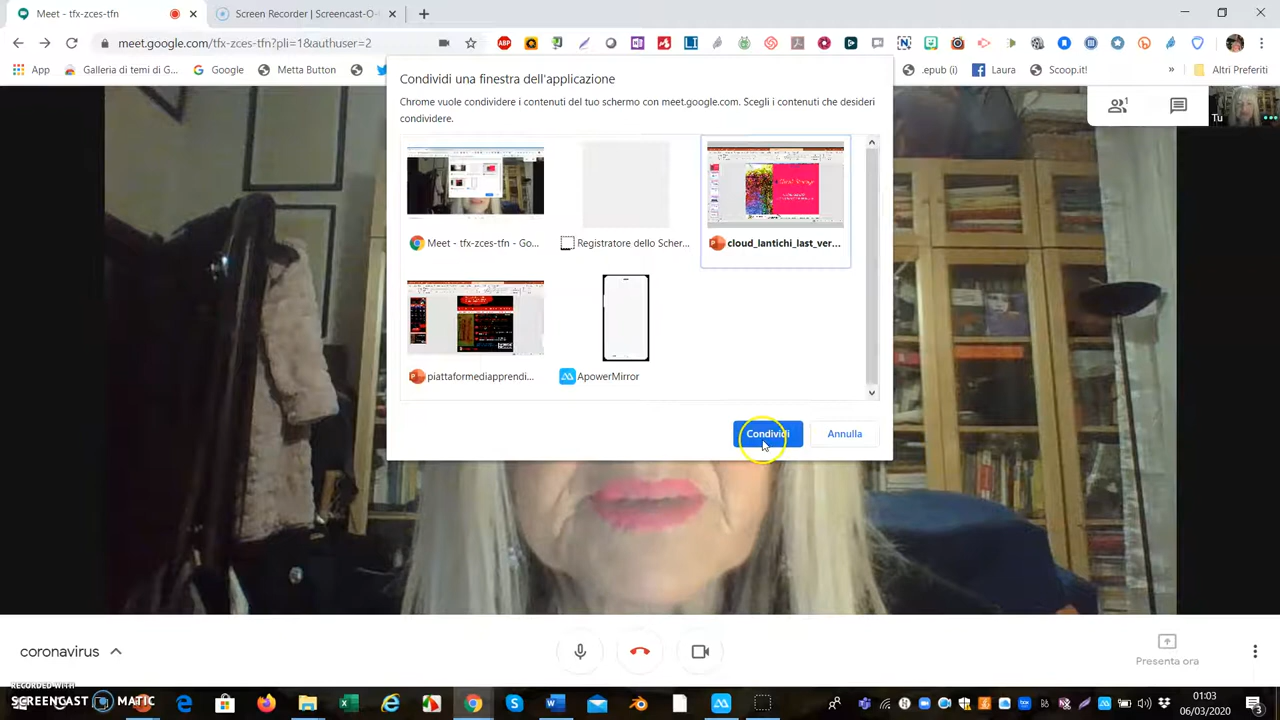 Meet - tfx-zces-tfn
Screen Recorder | Screencast-O-
meet.google.com/tfx-zces-tfn?pli=1&authuser=2
App
Galleria di temi di G...
Google
Metta Button
.epub (i)
Laura
Scoop.it!
»
Altri Preferiti
Condividi una finestra dell'applicazione
Chrome vuole condividere i contenuti del tuo schermo con meet.google.com. Scegli i contenuti che desideri
condividere.
1
Tu
Meet - tfx-zces-tfn - Go...
Registratore dello Scher...
cloud_lantichi_last_ver...
piattaformediapprendi...
ApowerMirror
Condividi
Annulla
coronavirus
Presenta ora
RECORDED WITH
SCREENCAST MATIC
01:03
06/03/2020